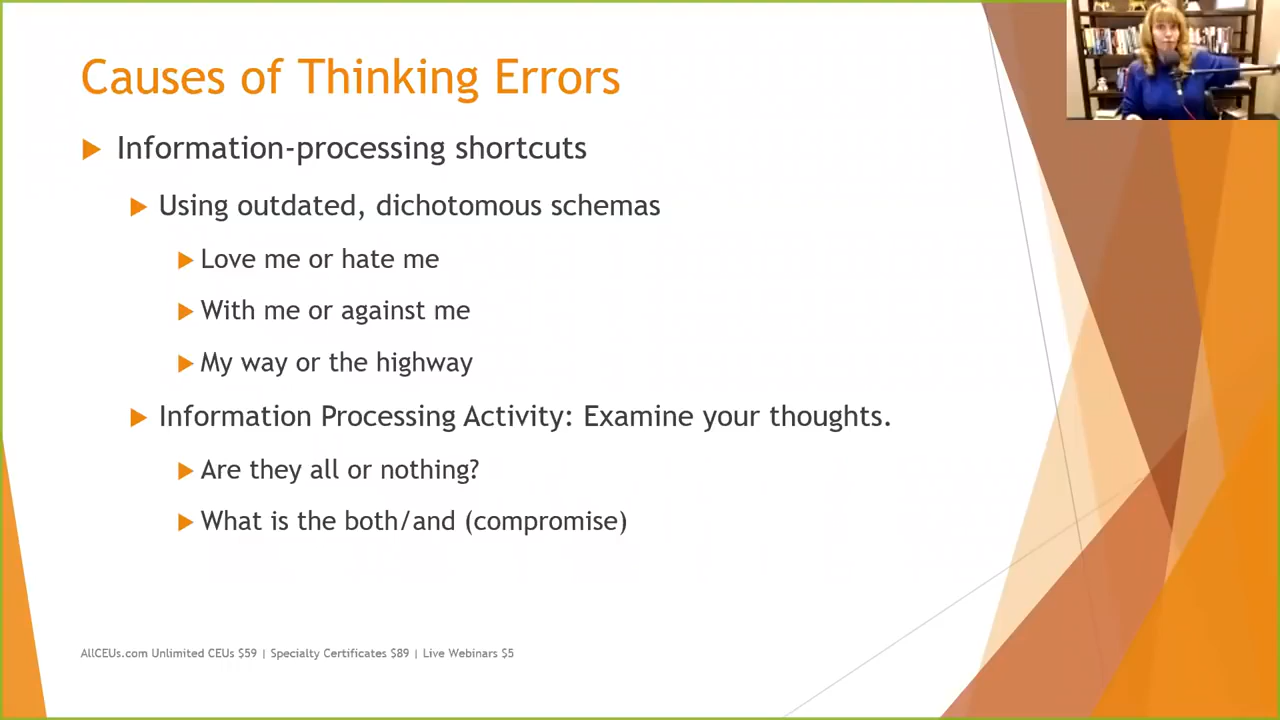 Causes of Thinking Errors
Information-processing shortcuts
Using outdated, dichotomous schemas
Love me or hate me
With me or against me
My way or the highway
Information Processing Activity: Examine your thoughts.
Are they all or nothing?
What is the both/and (compromise)
AllCEUs.com Unlimited CEUs $59 | Specialty Certificates $89 | Live Webinars $5